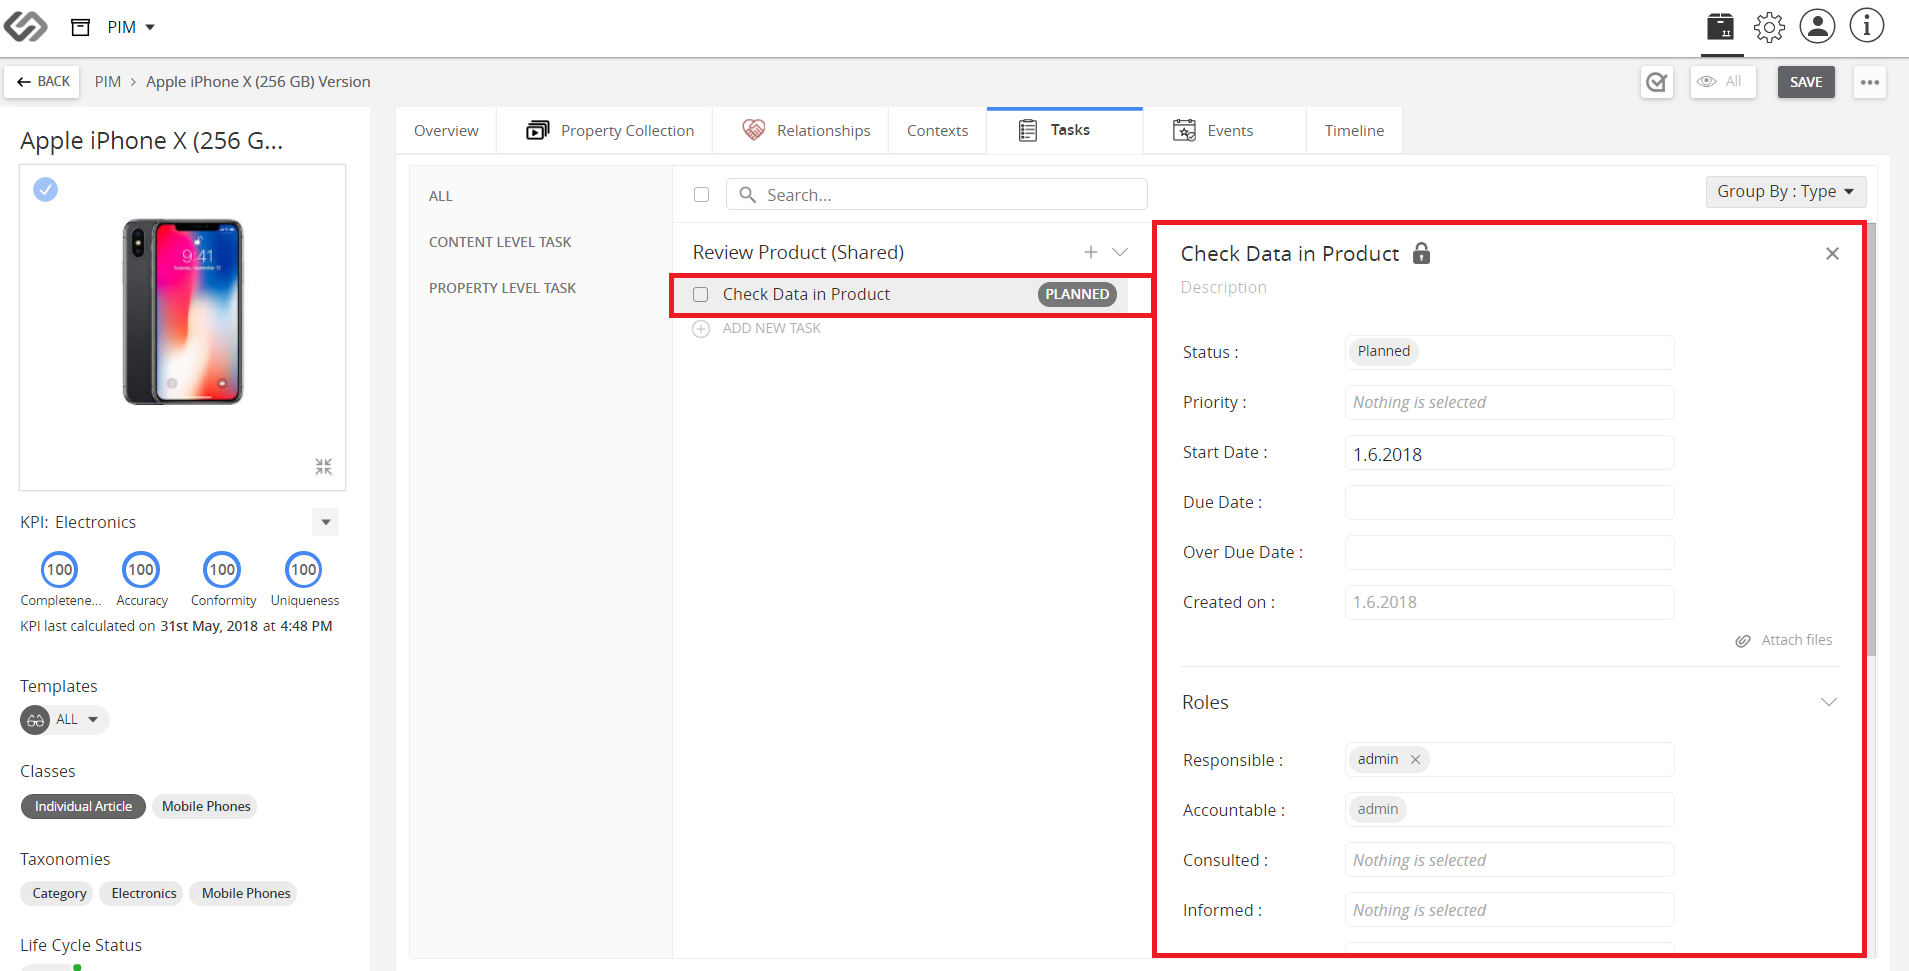 PIM
BACK
PIM > Apple iPhone X (256 GB) Version
All
SAVE
Apple iPhone X (256 G...
9:41
KPI: Electronics
100 100 100 100
Completene... Accuracy Conformity Uniqueness
KPI last calculated on 31st May, 2018 at 4:48 PM
Templates
ALL
Classes
Individual Article Mobile Phones
Taxonomies
Category Electronics Mobile Phones
Life Cycle Status
Overview Property Collection Relationships Contexts Tasks Events Timeline
ALL
CONTENT LEVEL TASK
PROPERTY LEVEL TASK
Search...
Group By : Type
Review Product (Shared)
Check Data in Product PLANNED
ADD NEW TASK
Check Data in Product
Description
Status : Planned
Priority : Nothing is selected
Start Date : 1.6.2018
Due Date :
Over Due Date :
Created on : 1.6.2018
Attach files
Roles
Responsible : admin
Accountable : admin
Consulted : Nothing is selected
Informed : Nothing is selected